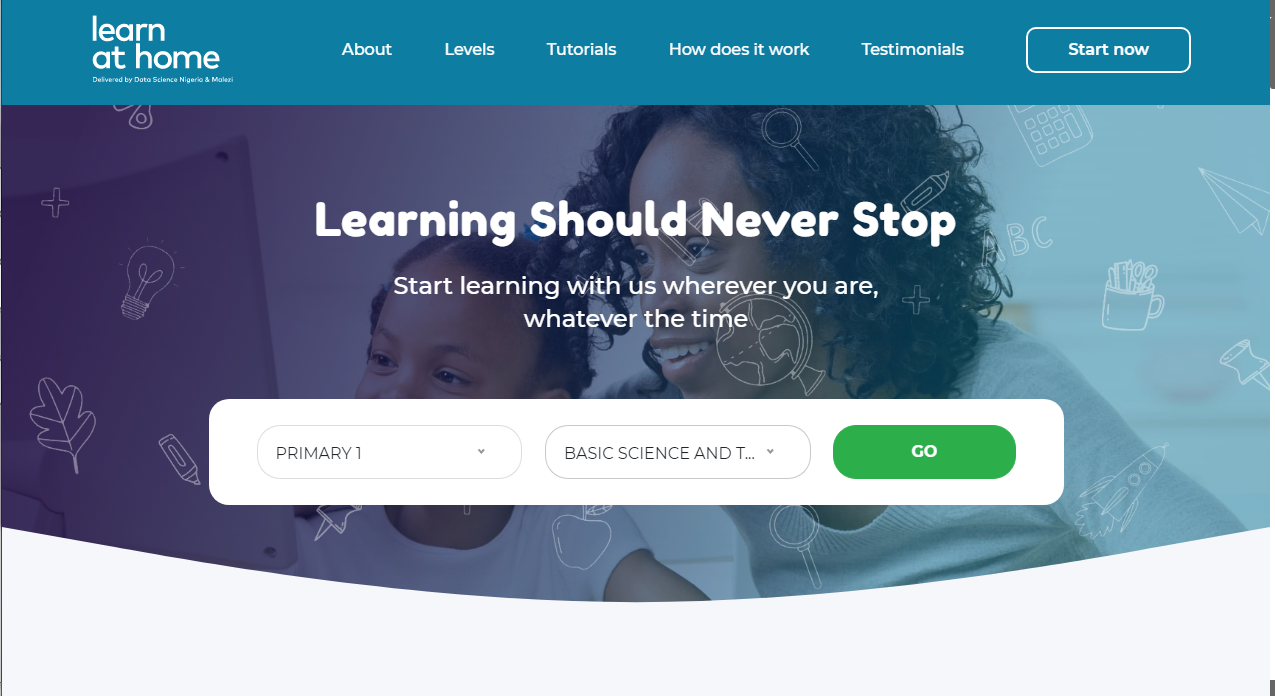 learn
at home
Delivered by Data Science Nigeria & Malezi
About
Levels
Tutorials
How does it work
Testimonials
Start now
Learning Should Never Stop
Start learning with us wherever you are,
whatever the time
ABC
PRIMARY 1
BASIC SCIENCE AND T...
GO